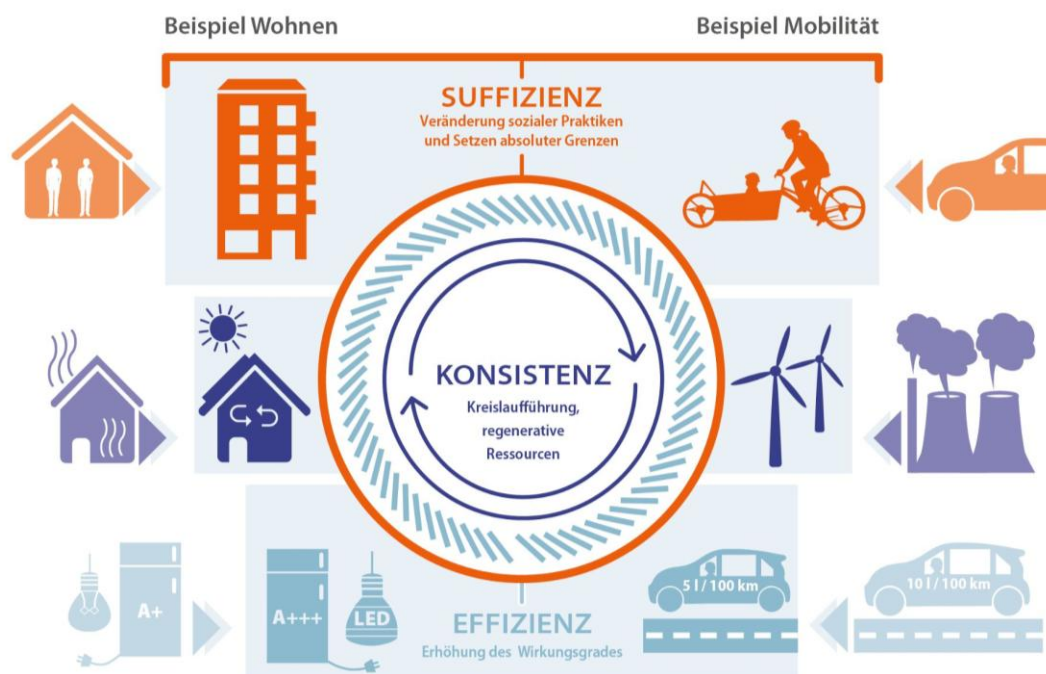 Beispiel Wohnen
Beispiel Mobilität
SUFFIZIENZ
Veränderung sozialer Praktiken
und Setzen absoluter Grenzen
KONSISTENZ
Kreislaufführung,
regenerative
Ressourcen
A+
A+++
LED
EFFIZIENZ
Erhöhung des Wirkungsgrades
5 l / 100 km
10 l / 100 km